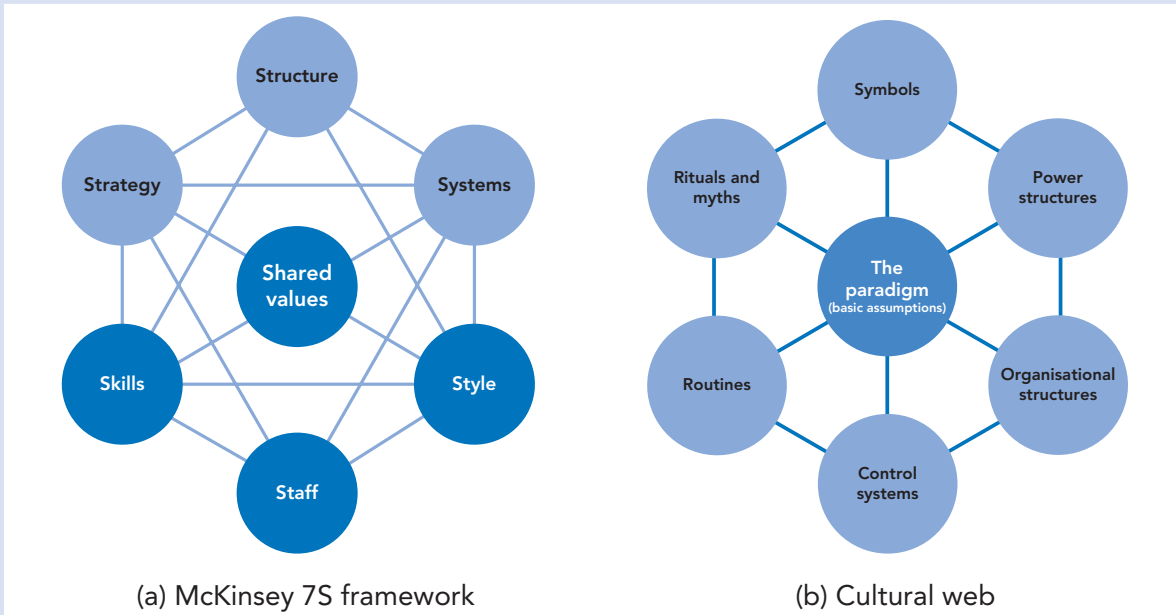 Structure
Strategy
Systems
Shared
values
Skills
Style
Staff
(a) McKinsey 7S framework
Symbols
Rituals and
myths
Power
structures
The
paradigm
(basic assumptions)
Routines
Organisational
structures
Control
systems
(b) Cultural web